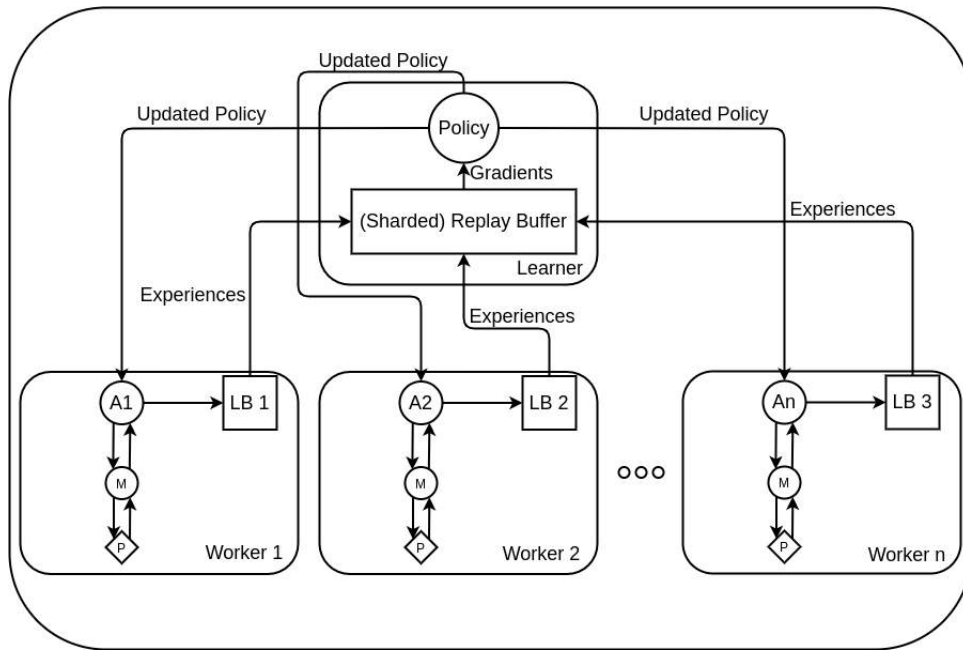 Updated Policy
Updated Policy
Updated Policy
Policy
Gradients
(Sharded) Replay Buffer
Experiences
Learner
Experiences
Experiences
A1
LB 1
A2
LB 2
An
LB 3
M
M
M
P
P
P
Worker 1
Worker 2
Worker n